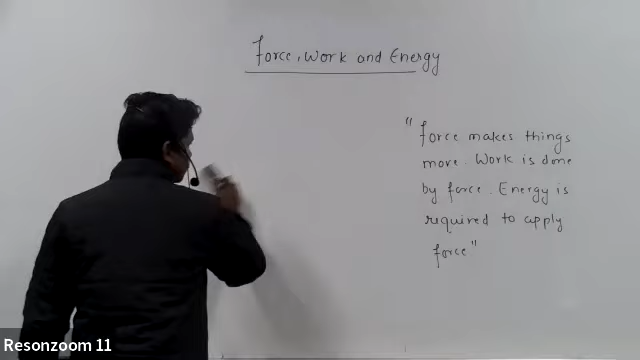 Force, Work and Energy
"force makes things
more. Work is done
by force. Energy is
required to apply
force"
Resonzoom 11